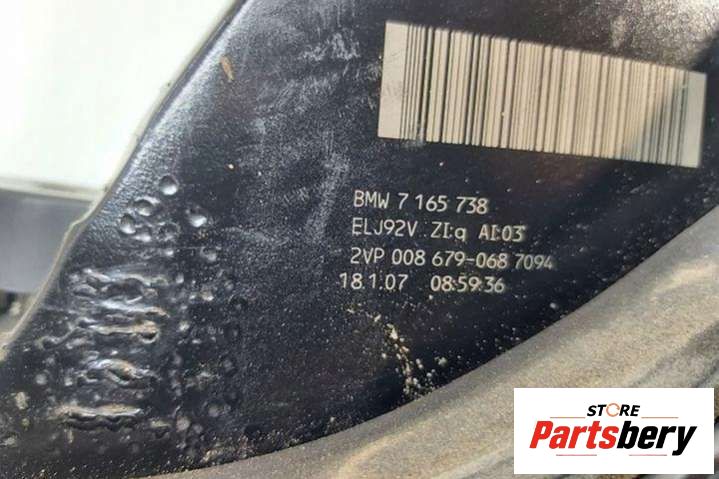 BMW 7 165 738
ELJ92V ZI:q AI:03
2VP 008 679-068 7094
18.1.07 08:59:36
STORE
Partsbery